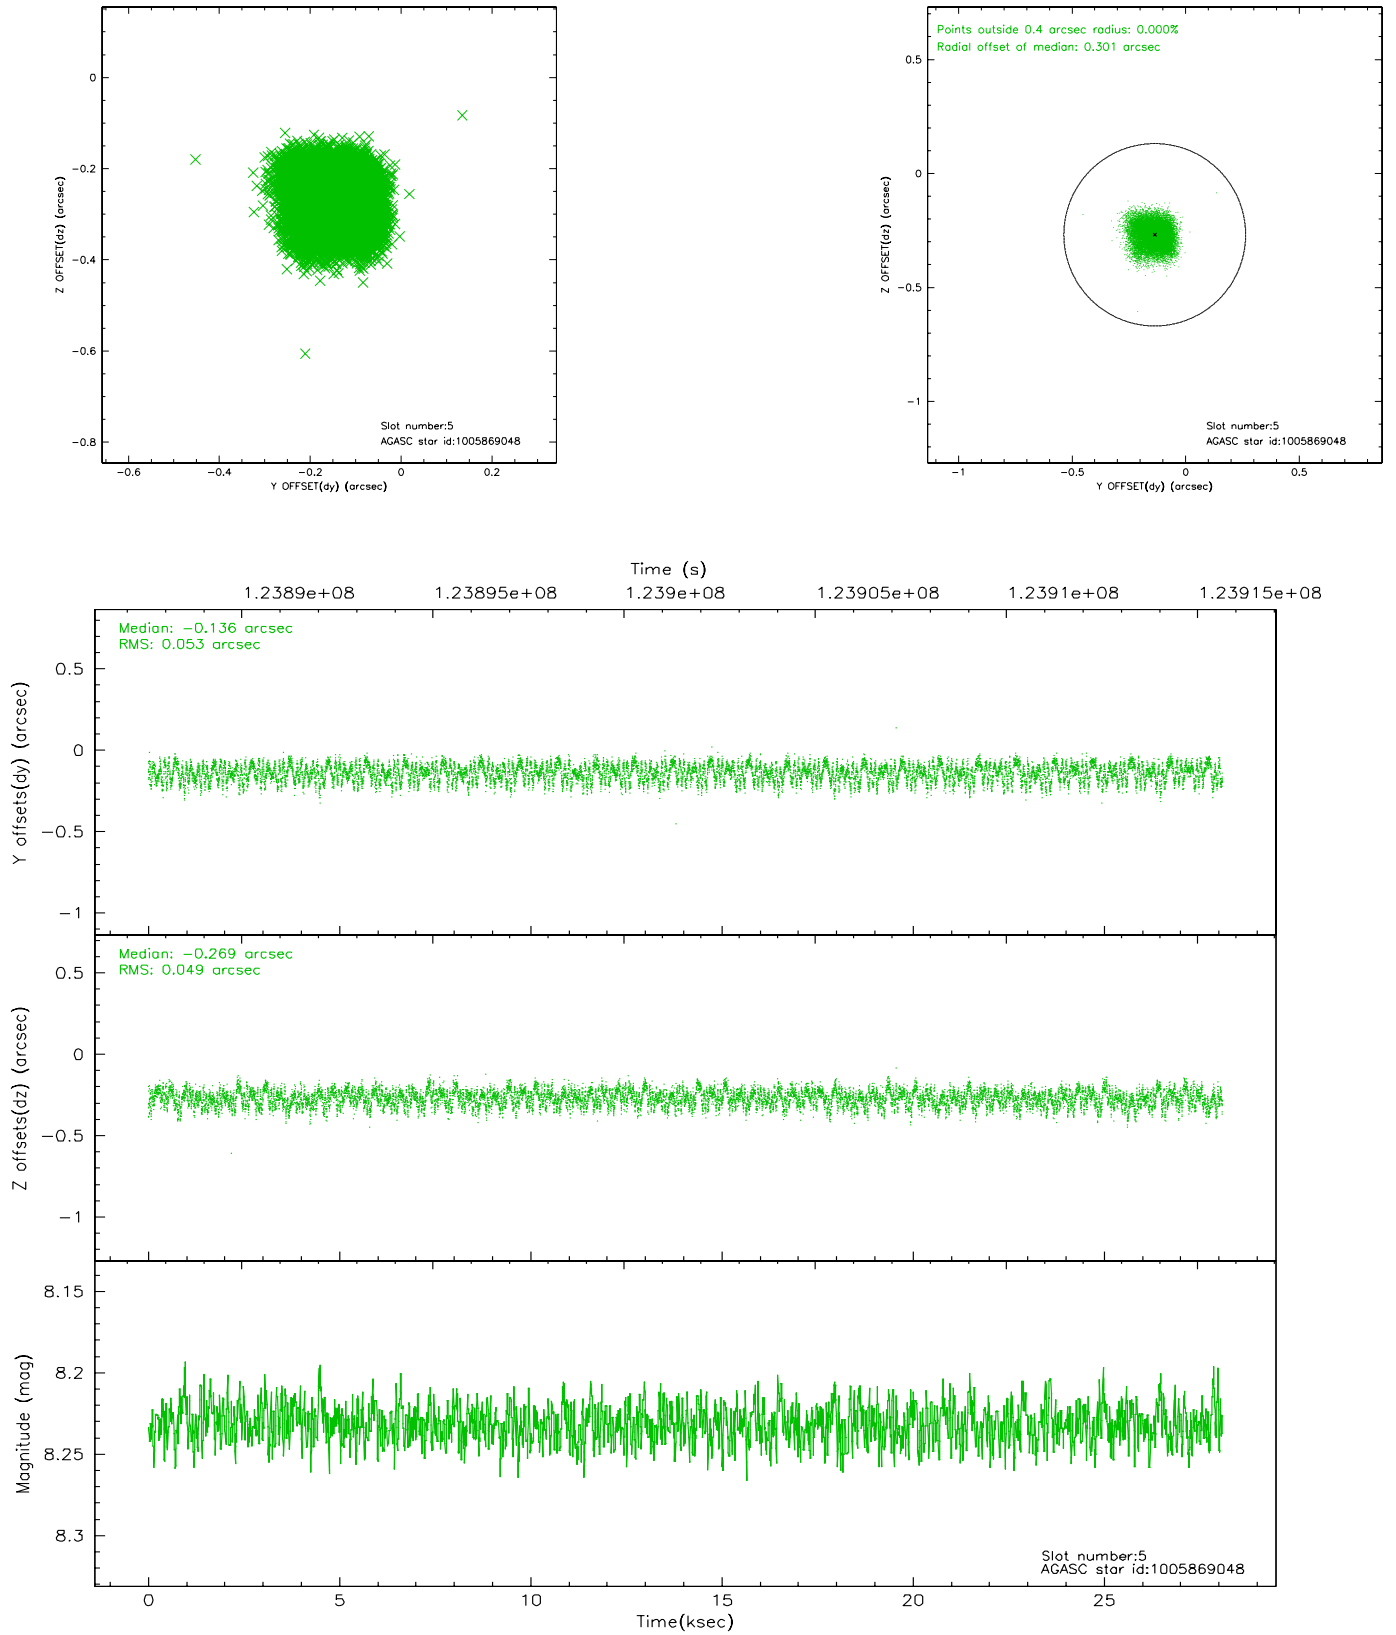 0
-0.2
-0.4
-0.6
-0.8
Z OFFSET(dz) (arcsec)
Slot number:5
AGASC star id:1005869048
-0.6 -0.4 -0.2 0 0.2
Y OFFSET(dy) (arcsec)
Points outside 0.4 arcsec radius: 0.000%
Radial offset of median: 0.301 arcsec
0.5
0
-0.5
-1
Z OFFSET(dz) (arcsec)
Slot number:5
AGASC star id:1005869048
-1 -0.5 0 0.5
Y OFFSET(dy) (arcsec)
Time (s)
1.2389e+08 1.23895e+08 1.239e+08 1.23905e+08 1.2391e+08 1.23915e+08
Median: -0.136 arcsec
RMS: 0.053 arcsec
0.5
0
-0.5
-1
Y offsets(dy) (arcsec)
Median: -0.269 arcsec
RMS: 0.049 arcsec
0.5
0
-0.5
-1
Z offsets(dz) (arcsec)
8.15
8.2
8.25
8.3
Magnitude (mag)
Slot number:5
AGASC star id:1005869048
0 5 10 15 20 25
Time(ksec)